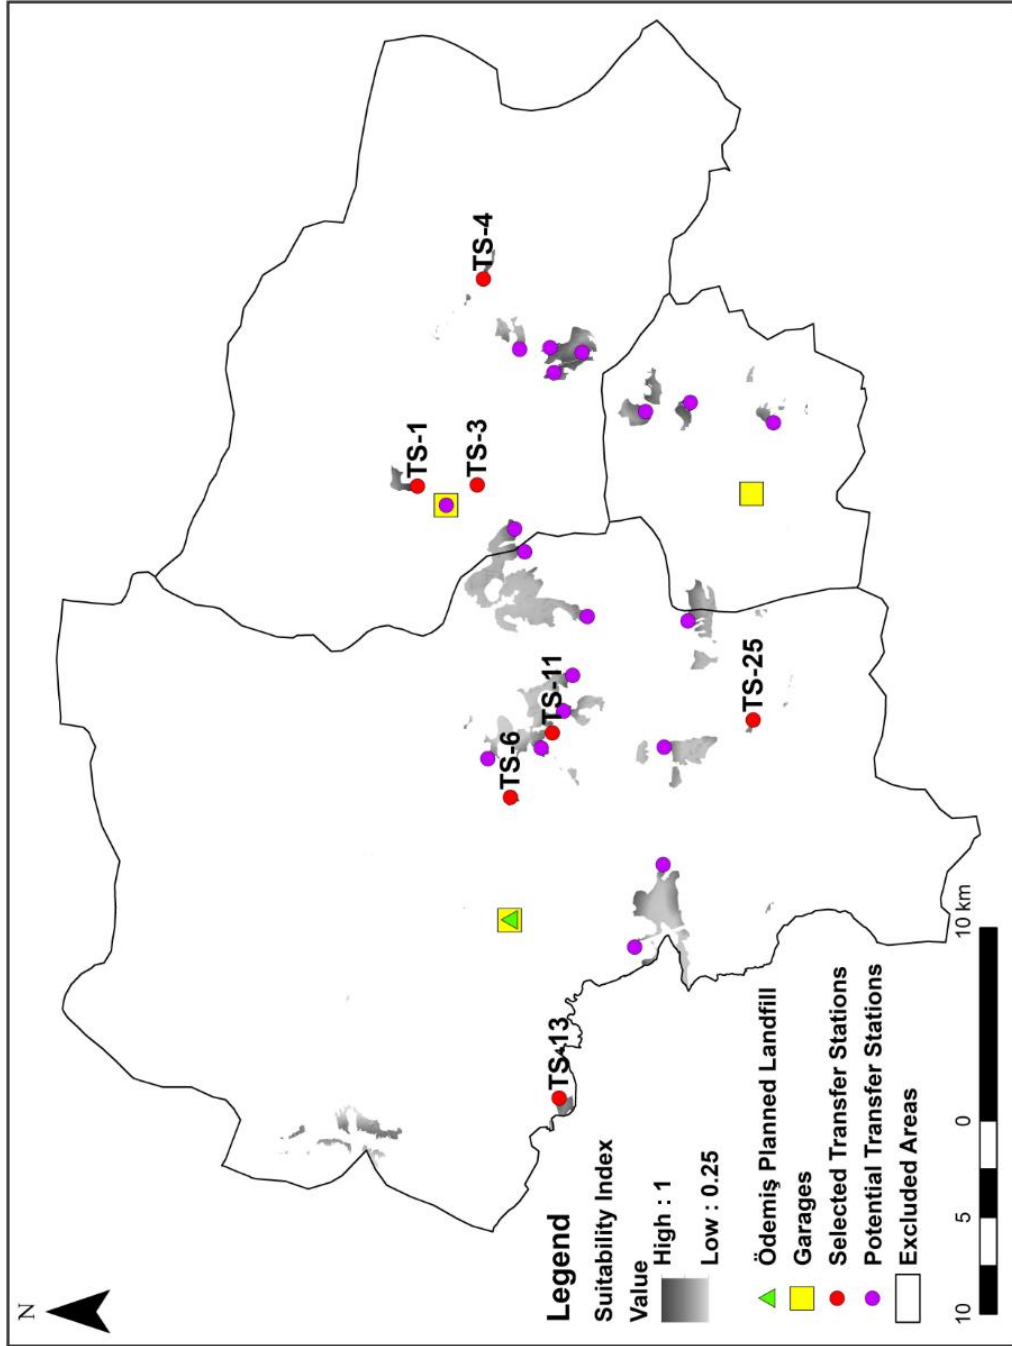 N
TS-4
TS-1
TS-3
TS-11
TS-6
TS-25
TS-13
Legend
Suitability Index
Value
High : 1
Low : 0.25
Ödemiş Planned Landfill
Garages
Selected Transfer Stations
Potential Transfer Stations
Excluded Areas
10 5 0 10 km